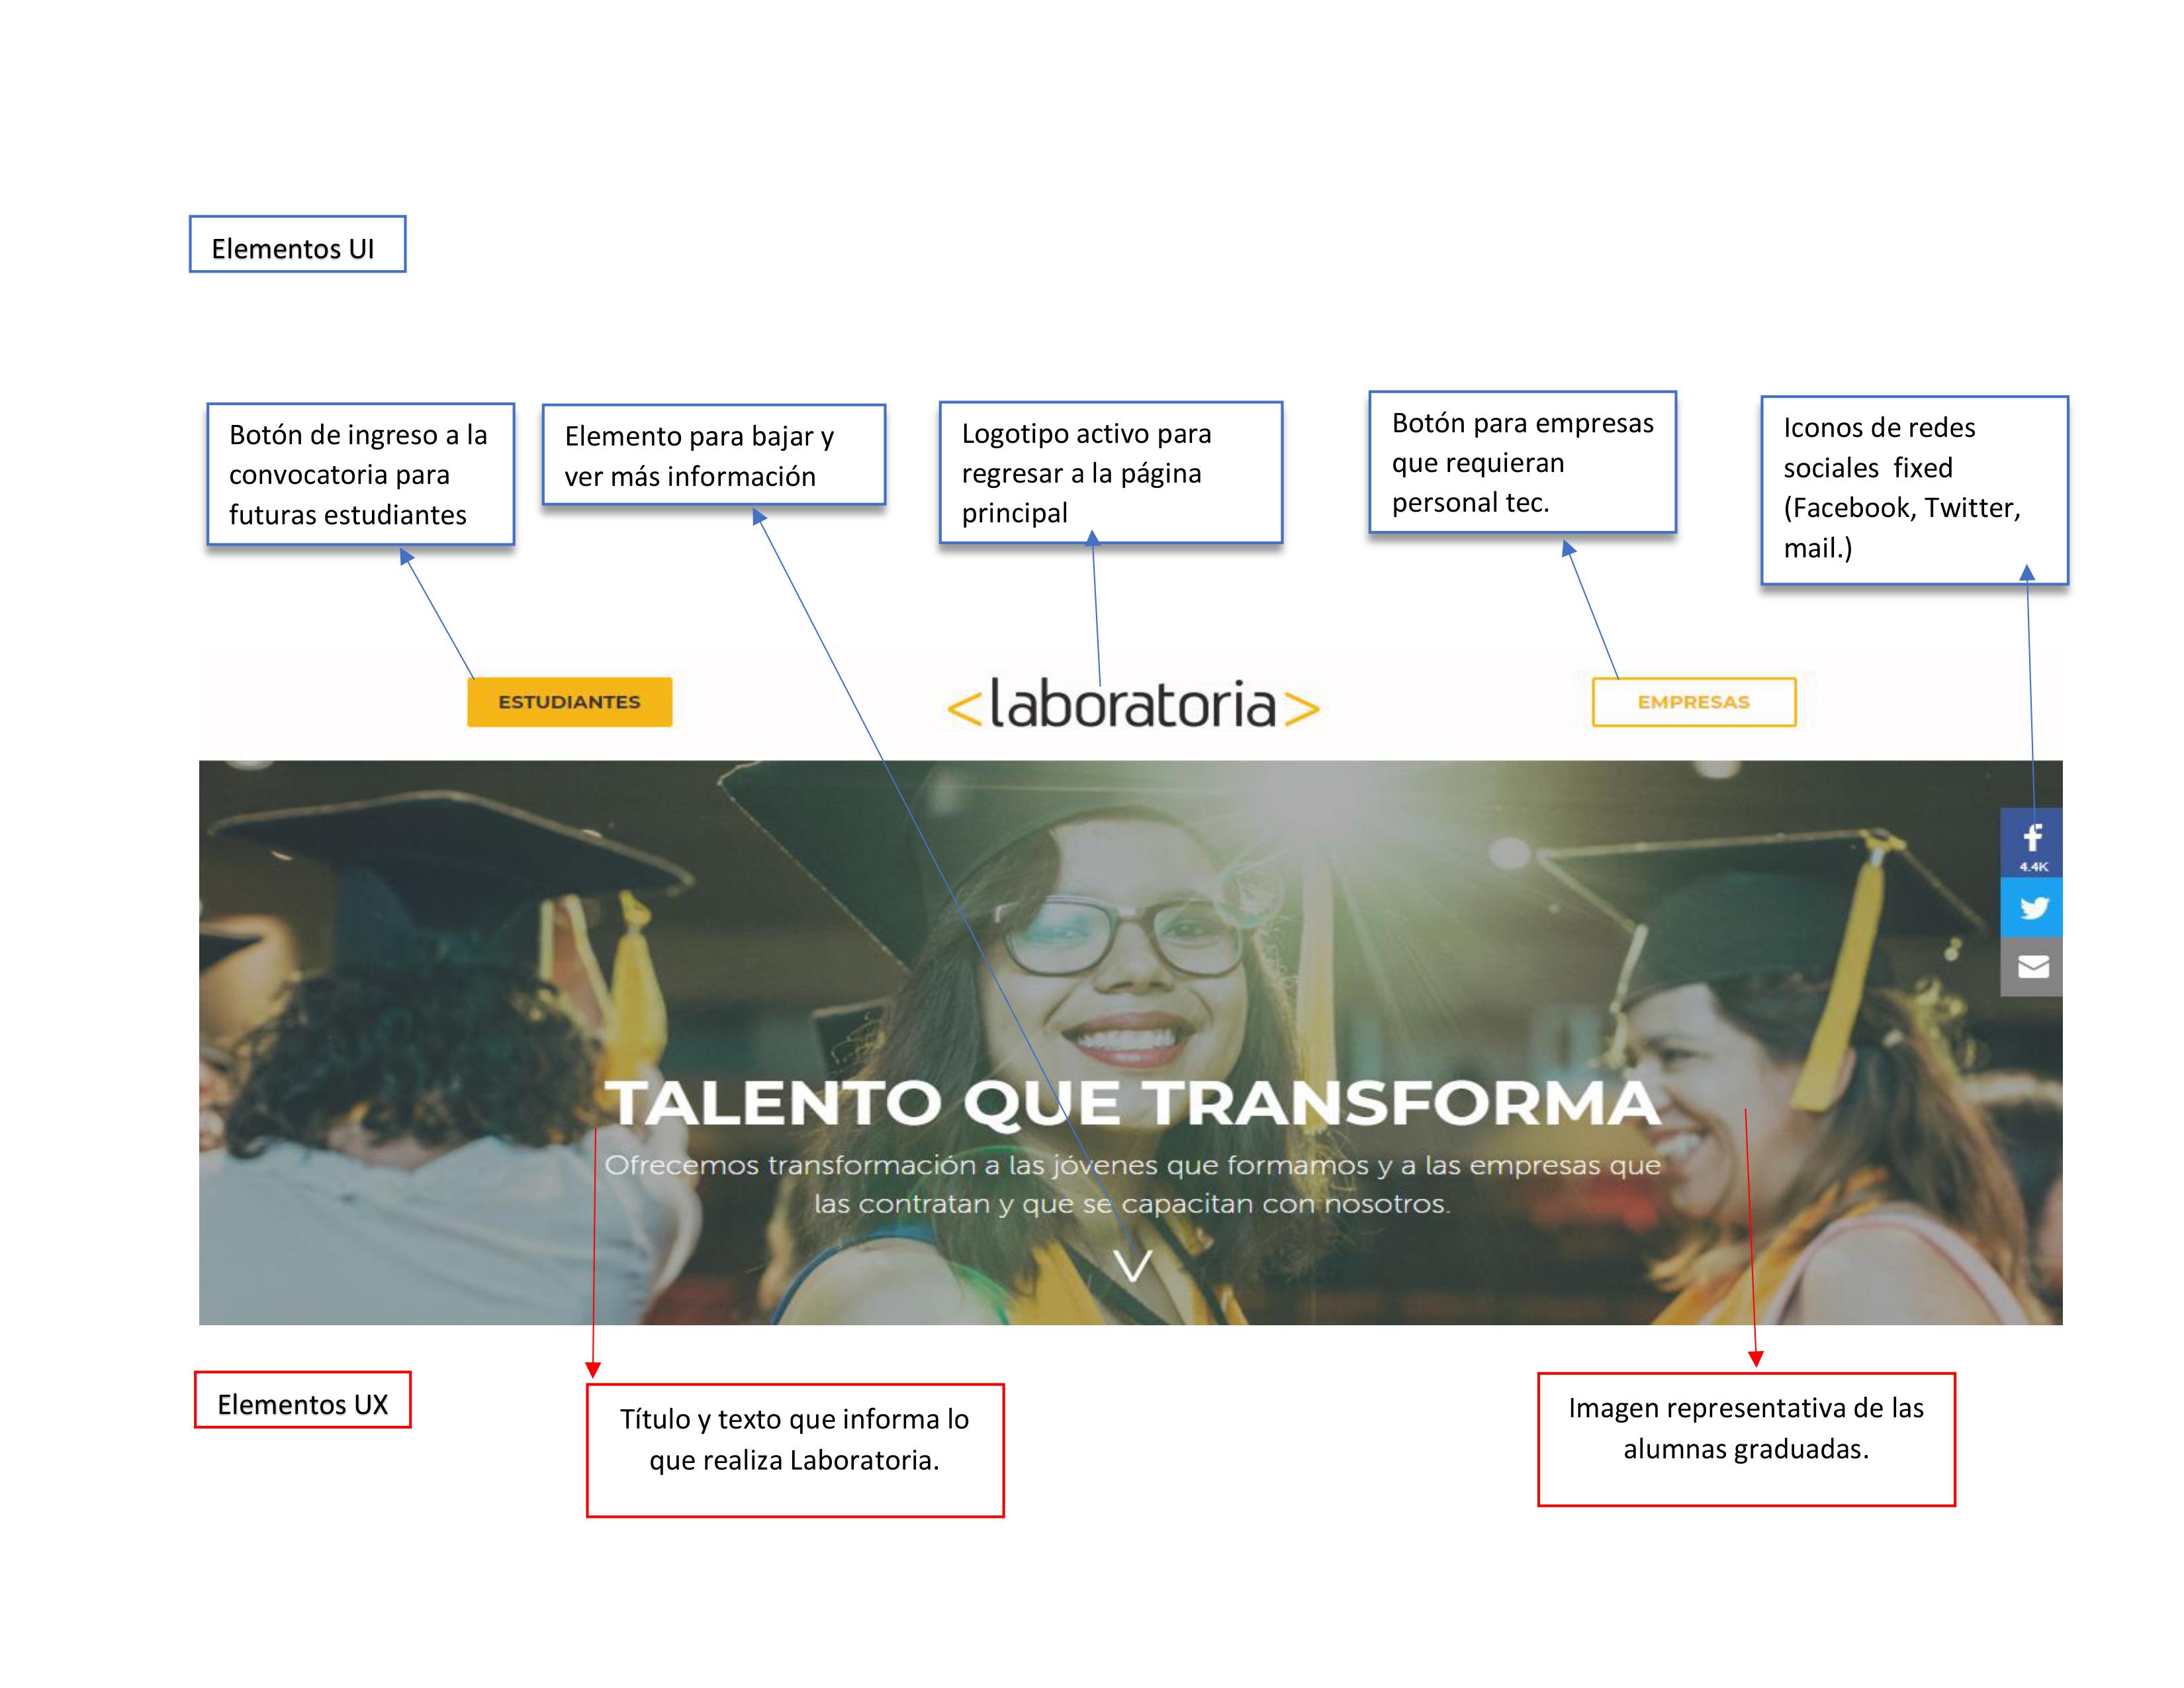 Elementos UI
Botón de ingreso a la
convocatoria para
futuras estudiantes
Elemento para bajar y
ver más información
Logotipo activo para
regresar a la página
principal
Botón para empresas
que requieran
personal tec.
Iconos de redes
sociales  fixed
(Facebook, Twitter,
mail.)
ESTUDIANTES
<laboratoria>
EMPRESAS
f
4.4K
TALENTO QUE TRANSFORMA
Ofrecemos transformación a las jóvenes que formamos y a las empresas que
las contratan y que se capacitan con nosotros.
Elementos UX
Título y texto que informa lo
que realiza Laboratoria.
Imagen representativa de las
alumnas graduadas.